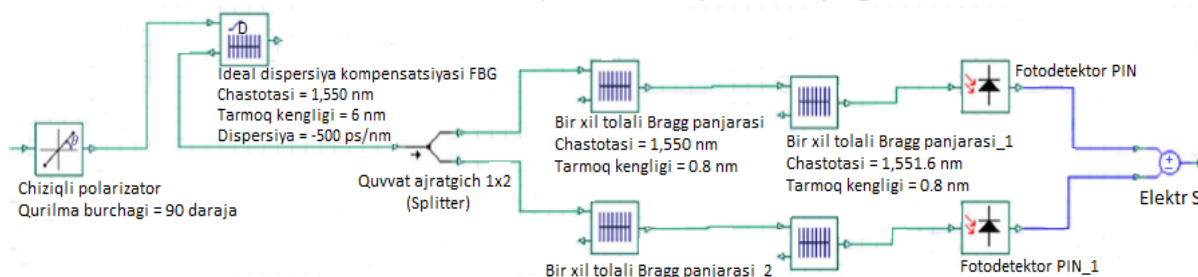 D
Ideal dispersiya kompensatsiyasi FBG
Chastotasi = 1,550 nm
Tarmoq kengligi = 6 nm
Dispersiya = -500 ps/nm
Chiziqli polarizator
Qurilma burchagi = 90 daraja
Quvvat ajratgich 1x2
(Splitter)
Bir xil tolali Bragg panjarasi
Chastotasi = 1,550 nm
Tarmoq kengligi = 0.8 nm
Bir xil tolali Bragg panjarasi_1
Chastotasi = 1,551.6 nm
Tarmoq kengligi = 0.8 nm
Fotodetektor PIN
Elektr S
Bir xil tolali Bragg panjarasi_2
Fotodetektor PIN_1